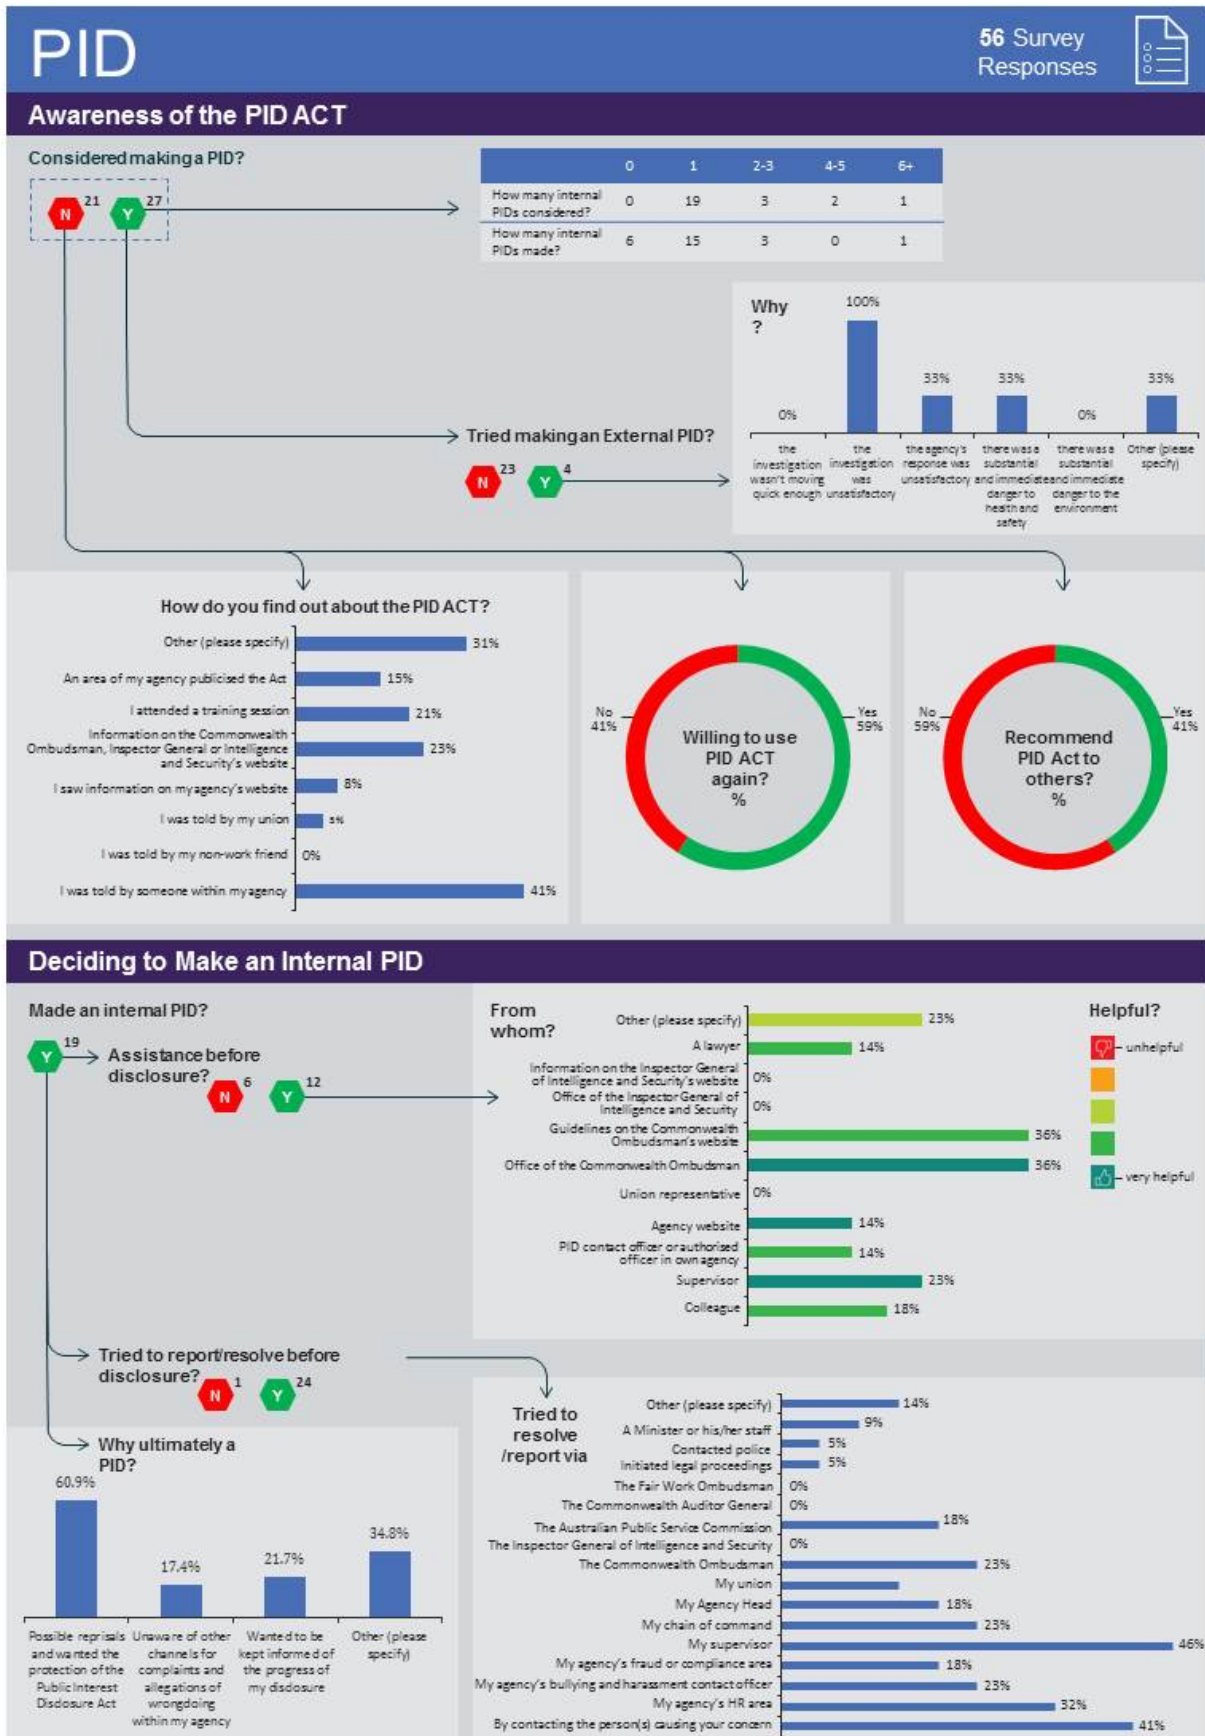 PID
56 Survey
Responses
Awareness of the PID ACT
Considered making a PID?
N 21 Y 27
0 1 2-3 4-5 6+
How many internal
PIDs considered?
0 19 3 2 1
How many internal
PIDs made?
6 15 3 0 1
Why
?
0%
100%
33%
33%
0%
33%
the
investigation
wasn't moving
quick enough
the
investigation
was
unsatisfactory
the agency's
response was
unsatisfactory
there was a
substantial
and immediate
danger to
health and
safety
there was a
substantial
and immediate
danger to the
environment
Other (please
specify)
Tried making an External PID?
N 23 Y 4
How do you find out about the PID ACT?
Other (please specify) 31%
An area of my agency publicised the Act 15%
I attended a training session 21%
Information on the Commonwealth
Ombudsman, Inspector General or Intelligence
and Security's website
23%
I saw information on my agency's website 8%
I was told by my union 5%
I was told by my non-work friend 0%
I was told by someone within my agency 41%
No
41%
Willing to use
PID ACT
again?
%
Yes
59%
No
59%
Recommend
PID Act to
others?
%
Yes
41%
Deciding to Make an Internal PID
Made an internal PID?
Y 19
Assistance before
disclosure?
N 6 Y 12
From
whom?
Other (please specify) 23%
A lawyer 14%
Information on the Inspector General
of Intelligence and Security's website
0%
Office of the Inspector General of
Intelligence and Security
0%
Guidelines on the Commonwealth
Ombudsman's website
36%
Office of the Commonwealth Ombudsman 36%
Union representative 0%
Agency website 14%
PID contact officer or authorised
officer in own agency
14%
Supervisor 23%
Colleague 18%
Helpful?
unhelpful
very helpful
Tried to report/resolve before
disclosure?
N 1 Y 24
Why ultimately a
PID?
60.9%
17.4%
21.7%
34.8%
Possible reprisals
and wanted the
protection of the
Public Interest
Disclosure Act
Unaware of other
channels for
complaints and
allegations of
wrongdoing
within my agency
Wanted to be
kept informed of
the progress of
my disclosure
Other (please
specify)
Tried to
resolve
/report via
Other (please specify) 14%
A Minister or his/her staff 9%
Contacted police 5%
Initiated legal proceedings 5%
The Fair Work Ombudsman 0%
The Commonwealth Auditor General 0%
The Australian Public Service Commission 18%
The Inspector General of Intelligence and Security 0%
The Commonwealth Ombudsman 23%
My union
My Agency Head 18%
My chain of command 23%
My supervisor 46%
My agency's fraud or compliance area 18%
My agency's bullying and harassment contact officer 23%
My agency's HR area 32%
By contacting the person(s) causing your concern 41%